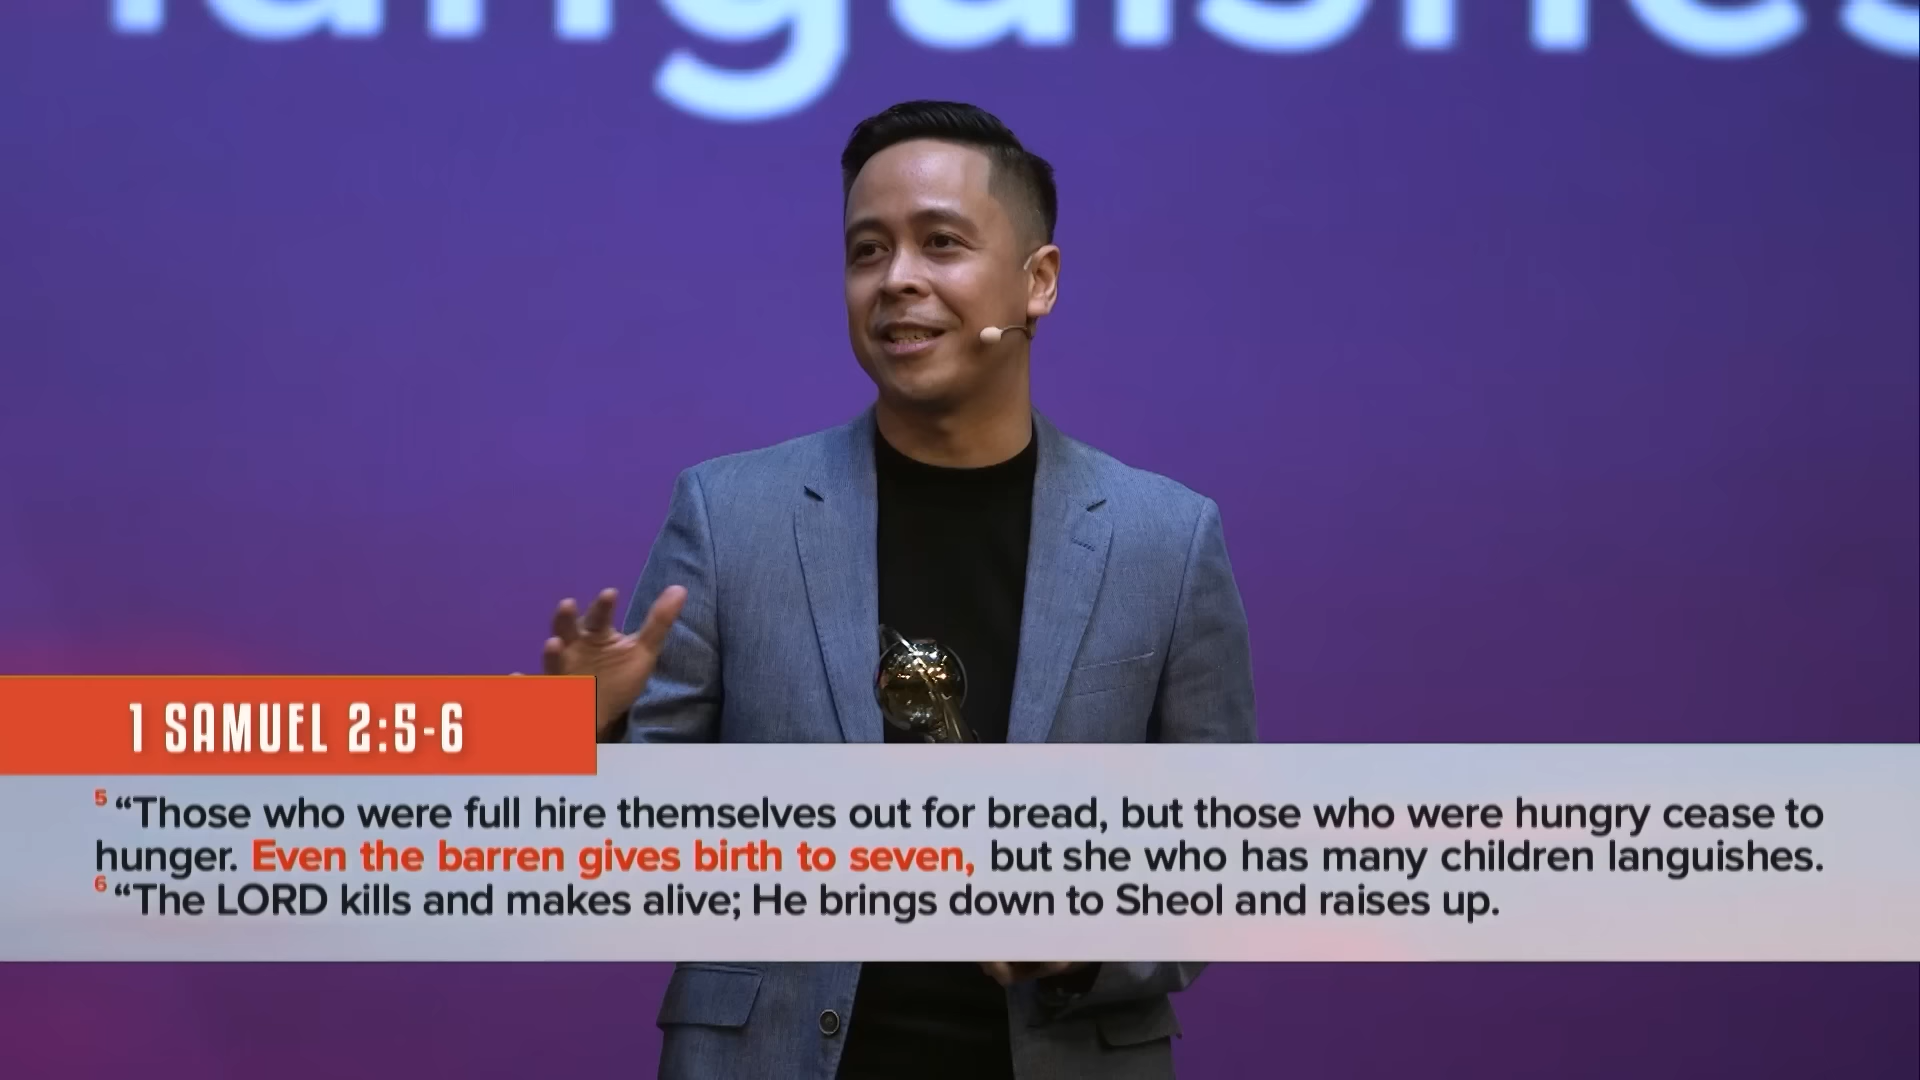 languishes
1 SAMUEL 2:5-6
5 “Those who were full hire themselves out for bread, but those who were hungry cease to
hunger. Even the barren gives birth to seven, but she who has many children languishes.
6 “The LORD kills and makes alive; He brings down to Sheol and raises up.